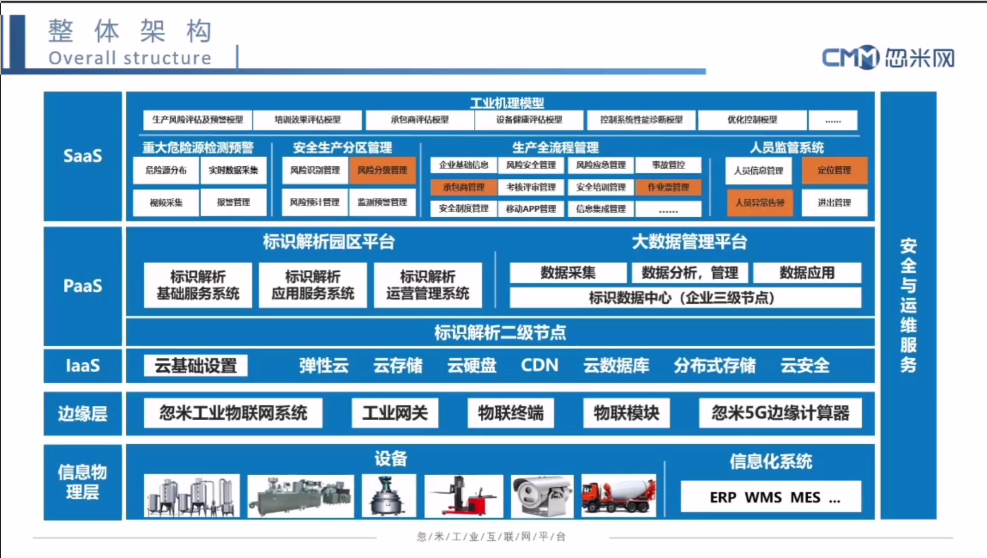 整体架构
Overall structure
CMM 忽米网
SaaS
工业机理模型
生产风险评估及预警模型 培训效果评估模型 承包商评估模型 设备健康评估模型 控制系统性能诊断模型 优化控制模型 ......
重大危险源检测预警 安全生产分区管理 生产全流程管理 人员监管系统
危险源分布 实时数据采集
视频采集 报警管理
风险识别管理 风险分级管理
风险预计管理 监测预警管理
企业基础信息 风险安全管理 风险应急管理 事故管控
承包商管理 考核评审管理 安全培训管理 作业票管理
安全制度管理 移动APP管理 信息集成管理 ......
人员信息管理 定位管理
人员异常告警 进出管理
PaaS
标识解析园区平台
标识解析
基础服务系统
标识解析
应用服务系统
标识解析
运营管理系统
大数据管理平台
数据采集 数据分析，管理 数据应用
标识数据中心（企业三级节点）
标识解析二级节点
IaaS
云基础设置 弹性云 云存储 云硬盘 CDN 云数据库 分布式存储 云安全
边缘层
忽米工业物联网系统 工业网关 物联终端 物联模块 忽米5G边缘计算器
信息物
理层
设备
信息化系统
ERP WMS MES ...
安全与运维服务
忽/米/工/业/互/联/网/平/台